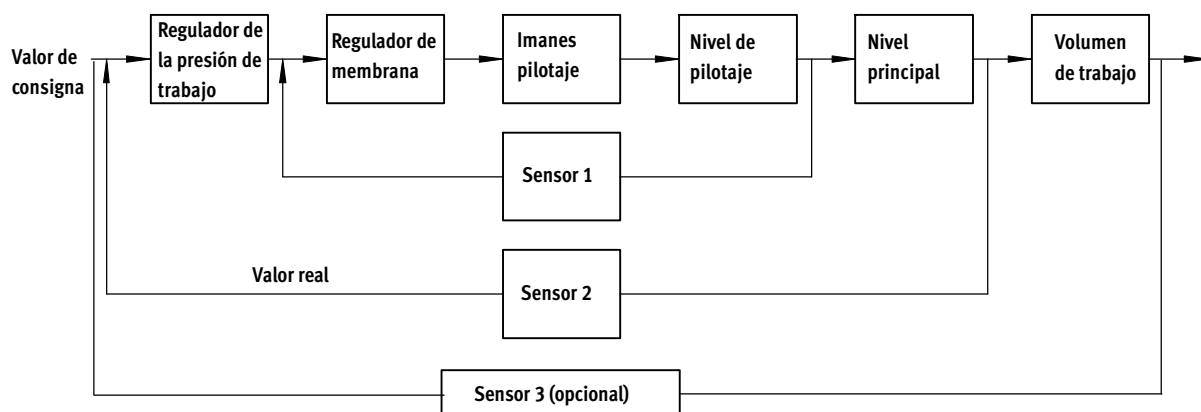 Valor de
consigna
Regulador de
la presión de
trabajo
Regulador de
membrana
Imanes
pilotaje
Nivel de
pilotaje
Nivel
principal
Volumen
de trabajo
Sensor 1
Valor real
Sensor 2
Sensor 3 (opcional)